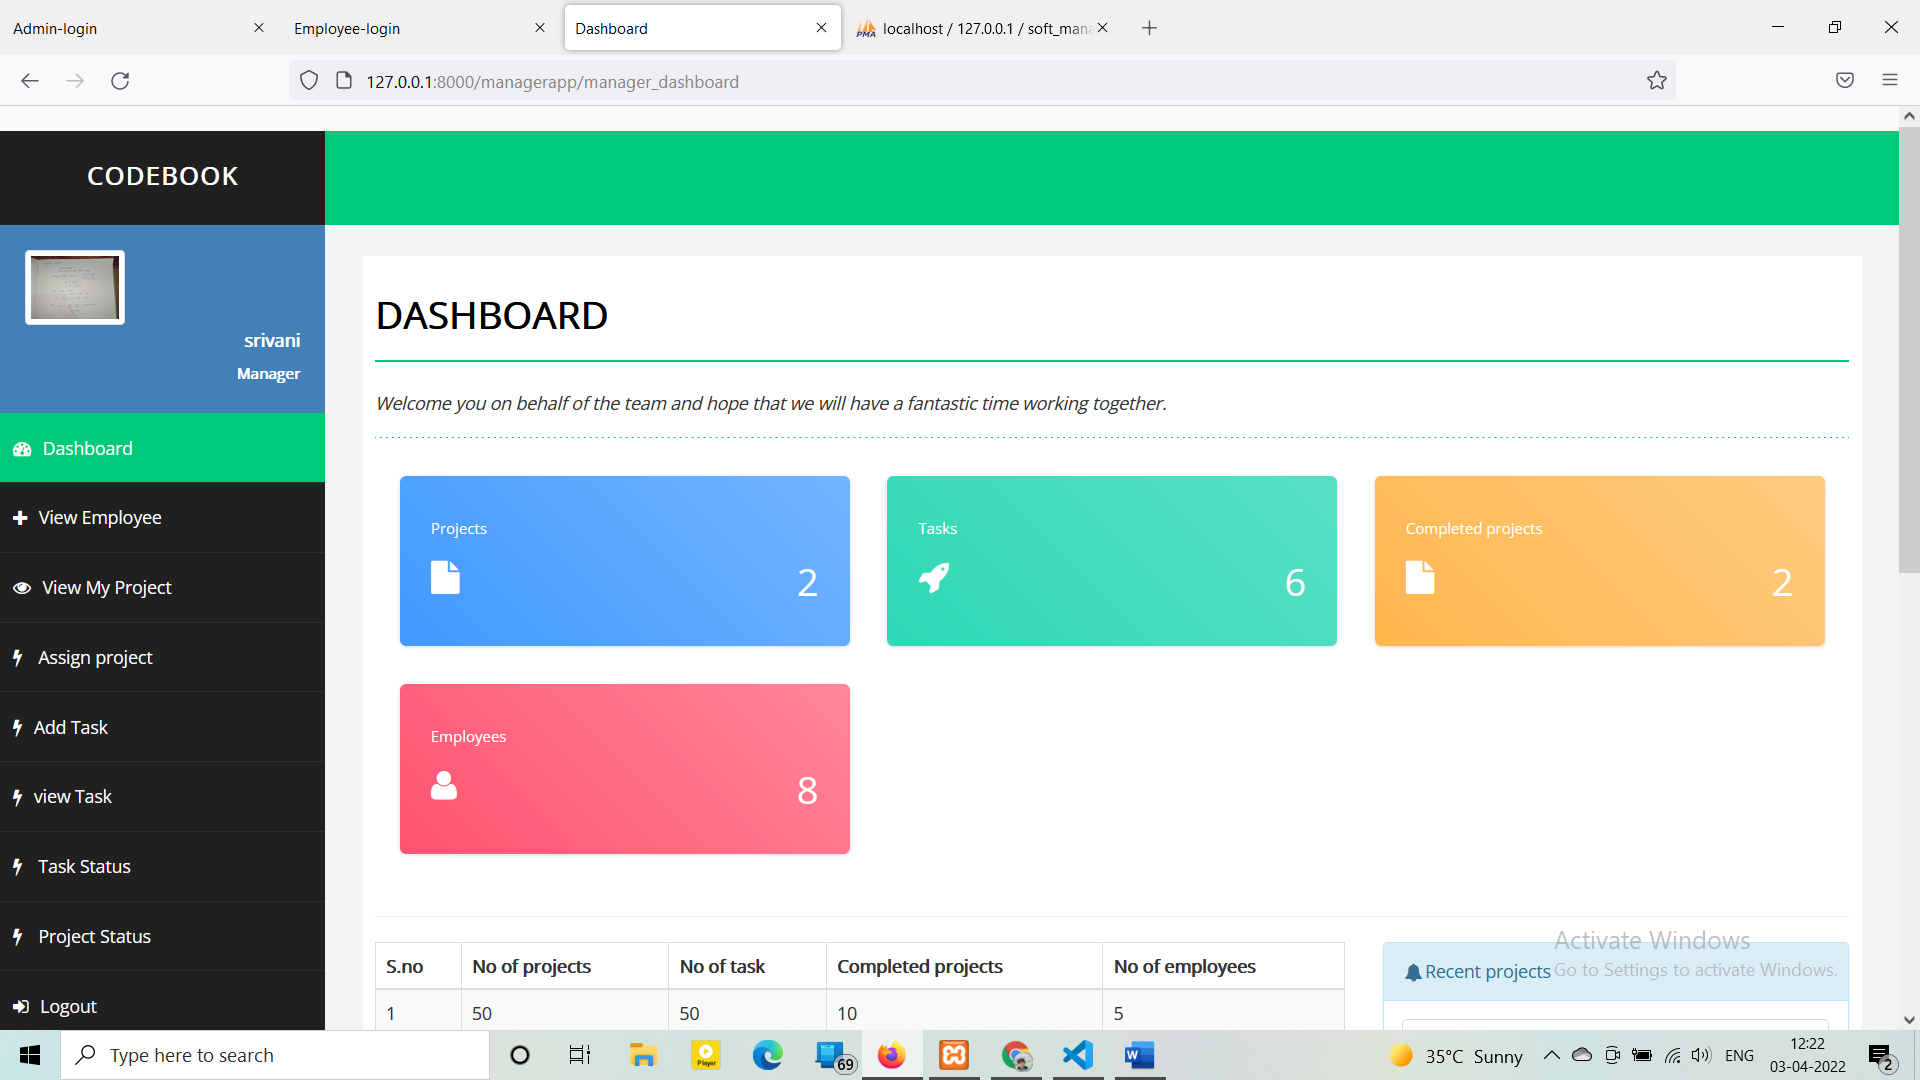 Admin-login
Employee-login
Dashboard
localhost / 127.0.0.1 / soft_mana
127.0.0.1:8000/managerapp/manager_dashboard
CODEBOOK
srivani
Manager
Dashboard
View Employee
View My Project
Assign project
Add Task
view Task
Task Status
Project Status
Logout
DASHBOARD
Welcome you on behalf of the team and hope that we will have a fantastic time working together.
Projects
2
Tasks
6
Completed projects
2
Employees
8
S.no No of projects No of task Completed projects No of employees
1 50 50 10 5
Recent projects
Activate Windows
Go to Settings to activate Windows.
Type here to search
Player
69
35°C Sunny
ENG
12:22
03-04-2022
2